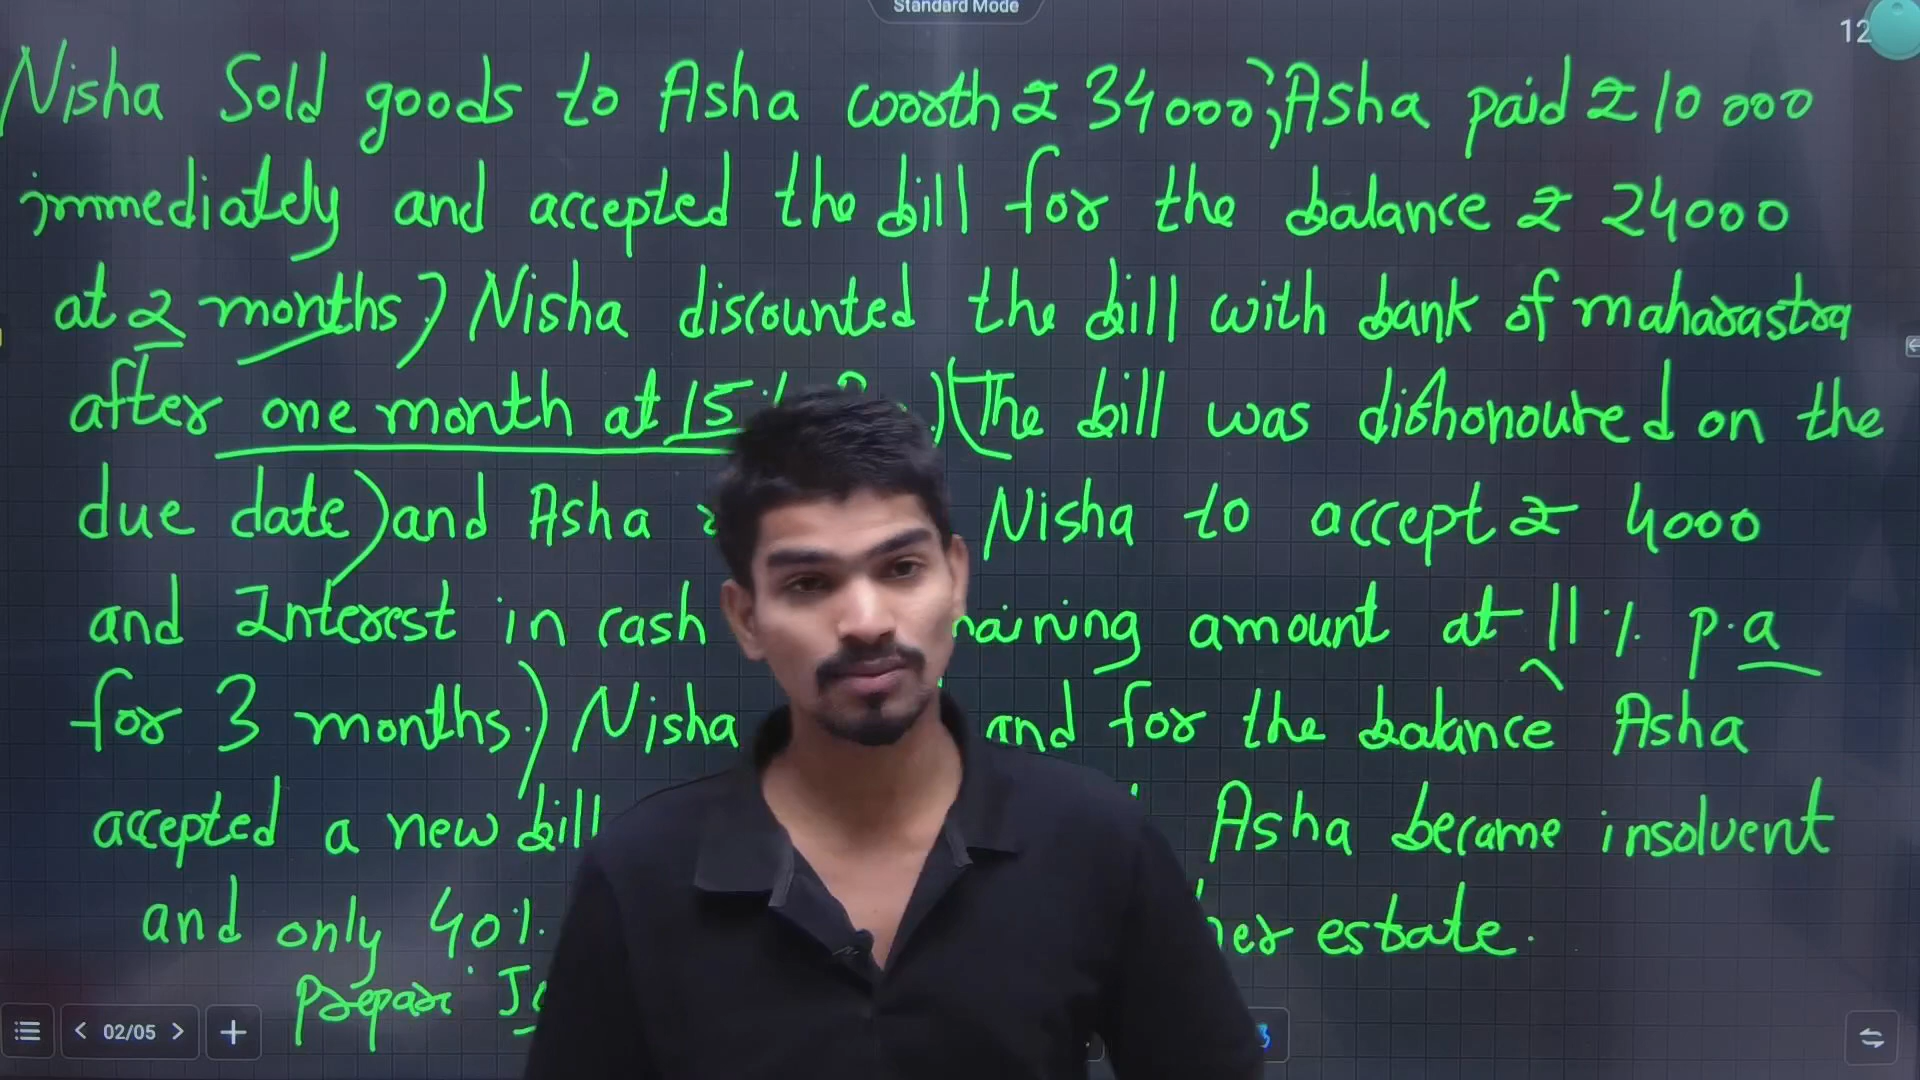 Standard Mode
12
Nisha Sold goods to Asha worth ₹ 34000; Asha paid ₹ 10 000
immediately and accepted the bill for the balance ₹ 24000
at 2 months) Nisha discounted the bill with bank of maharastra
after one month at 15 % ) (The bill was dishonoured on the
due date) and Asha Nisha to accept ₹ 4000
and Interest in cash amount at 11 % p.a
for 3 months.) Nisha and for the balance Asha
accepted a new bill Asha became insolvent
and only 40%. her estate.
prepare
02/05